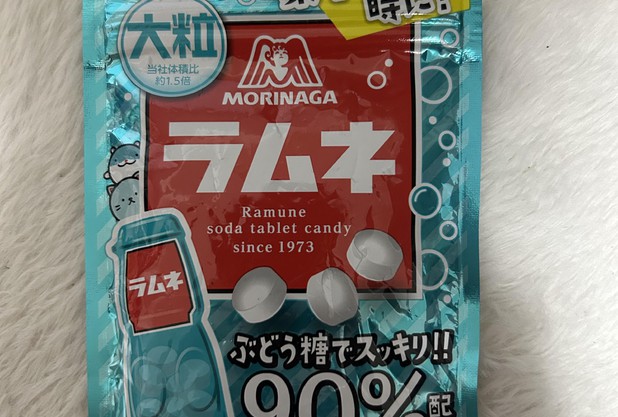 大粒
当社体積比
約1.5倍
MORINAGA
ラムネ
Ramune
soda tablet candy
since 1973
ラムネ
ぶどう糖でスッキリ!!
90%配